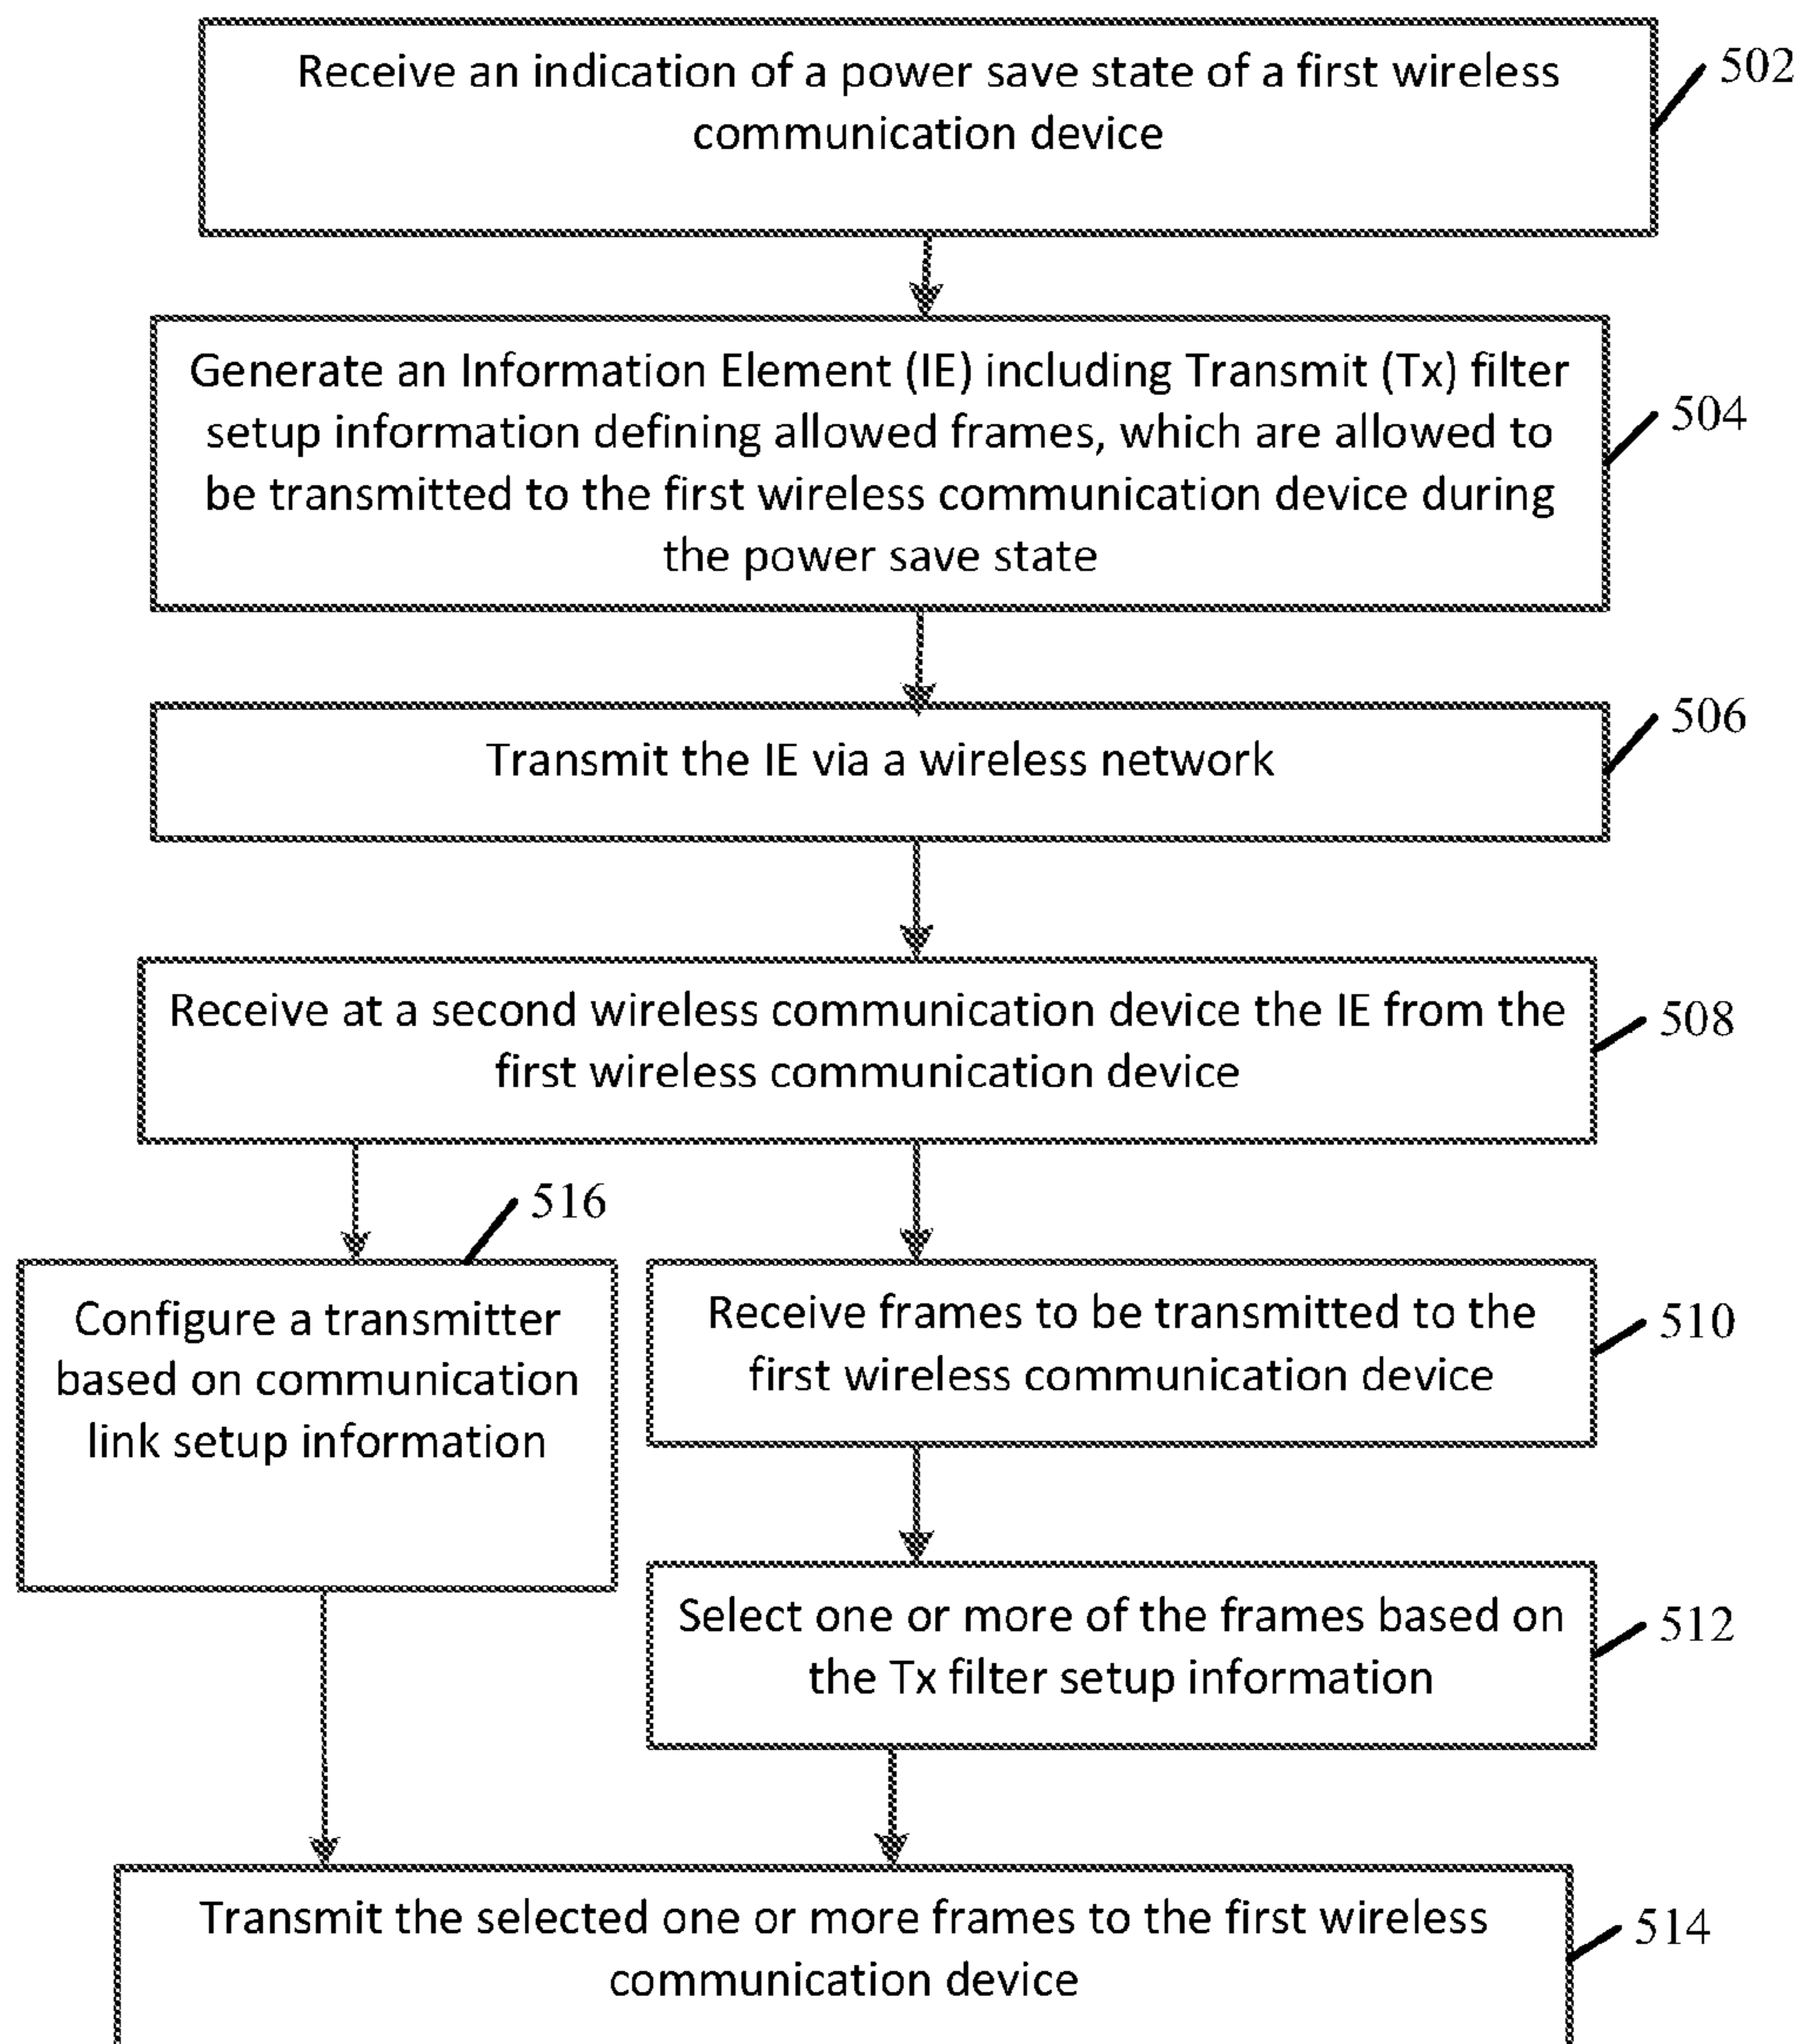 Receive an indication of a power save state of a first wireless
communication device
502
Generate an Information Element (IE) including Transmit (Tx) filter
setup information defining allowed frames, which are allowed to
be transmitted to the first wireless communication device during
the power save state
504
Transmit the IE via a wireless network
506
Receive at a second wireless communication device the IE from the
first wireless communication device
508
516
Configure a transmitter
based on communication
link setup information
Receive frames to be transmitted to the
first wireless communication device
510
Select one or more of the frames based on
the Tx filter setup information
512
Transmit the selected one or more frames to the first wireless
communication device
514